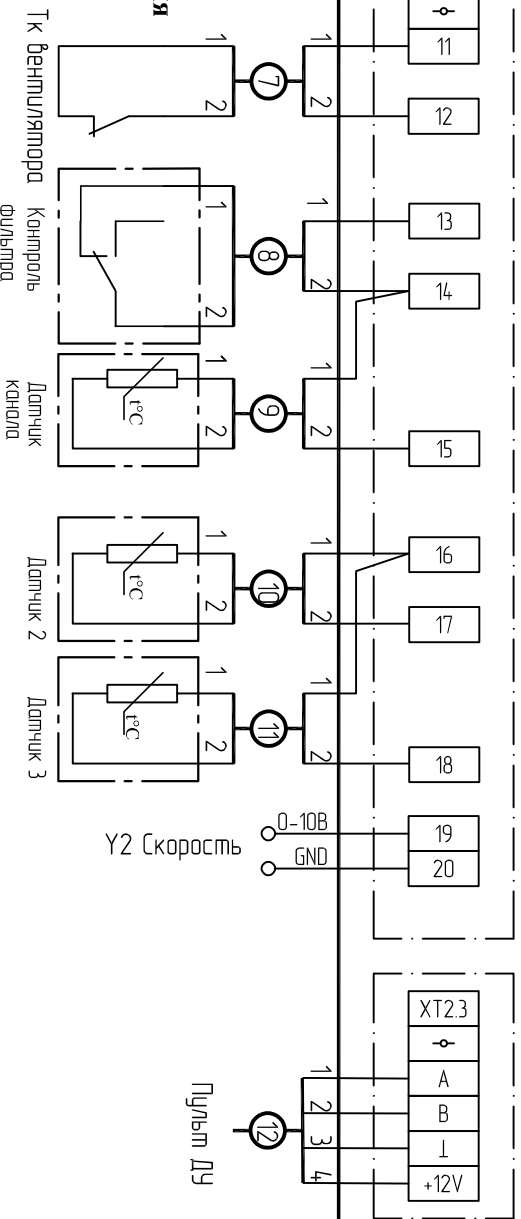 я
11
12
13
14
15
16
17
18
19
20
XT2.3
A
B
⊥
+12V
1
2
7
1
2
Тк вентилятора
1
2
8
1
2
Контроль
фильтра
1
2
9
1
2
t°C
Датчик
канала
1
2
10
1
2
t°C
Датчик 2
1
2
11
1
2
t°C
Датчик 3
0-10В
GND
Y2 Скорость
1
2
3
4
12
Пульт ДУ